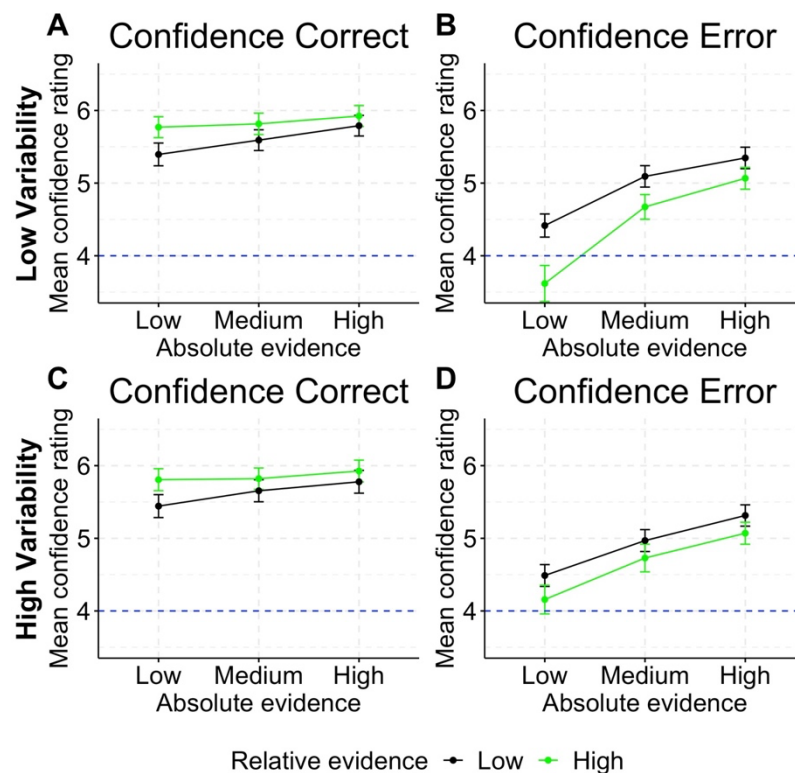 A Confidence Correct
B Confidence Error
Low Variability
Mean confidence rating
6
5
4
Low Medium High
Absolute evidence
Mean confidence rating
6
5
4
Low Medium High
Absolute evidence
C Confidence Correct
D Confidence Error
High Variability
Mean confidence rating
6
5
4
Low Medium High
Absolute evidence
Mean confidence rating
6
5
4
Low Medium High
Absolute evidence
Relative evidence Low High